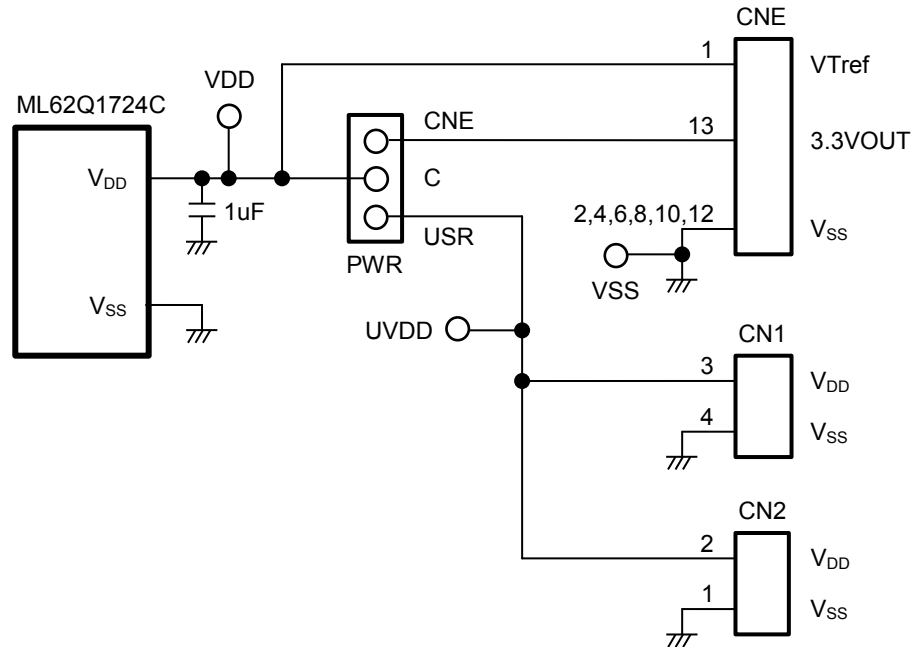 CNE
1
VTref
VDD
ML62Q1724C
CNE
13
3.3VOUT
VDD
C
1uF
2,4,6,8,10,12
VSS
USR
PWR
VSS
VSS
UVDD
CN1
3
VDD
4
VSS
CN2
2
VDD
1
VSS